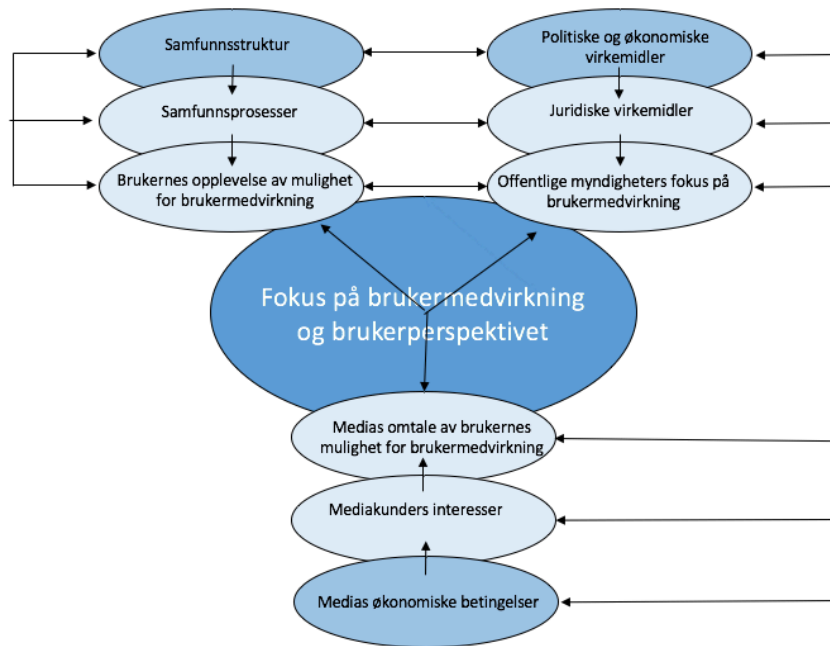 Samfunnsstruktur
Politiske og økonomiske
virkemidler
Samfunnsprosesser
Juridiske virkemidler
Brukernes opplevelse av mulighet
for brukermedvirkning
Offentlige myndigheters fokus på
brukermedvirkning
Fokus på brukermedvirkning
og brukerperspektivet
Medias omtale av brukernes
mulighet for brukermedvirkning
Mediakunders interesser
Medias økonomiske betingelser